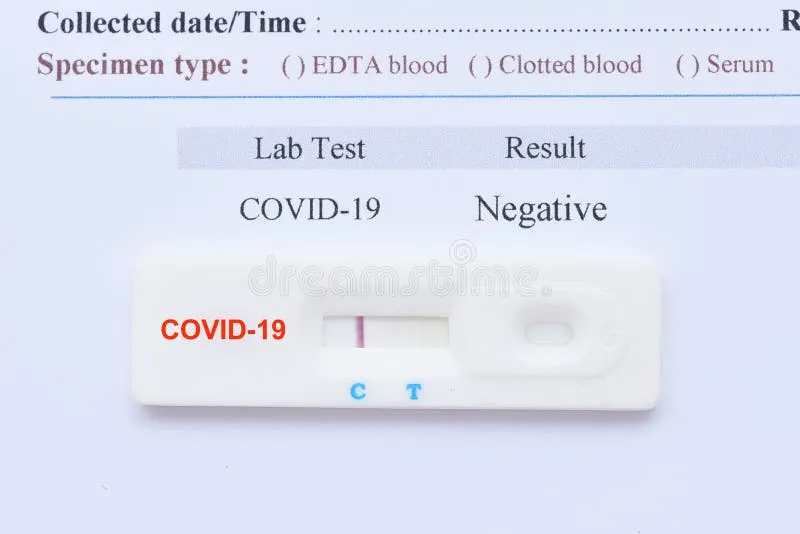 Collected date/Time : ........................................................................ R
Specimen type : ( ) EDTA blood ( ) Clotted blood ( ) Serum
Lab Test Result
COVID-19 Negative
dreamstime.com
COVID-19
C T